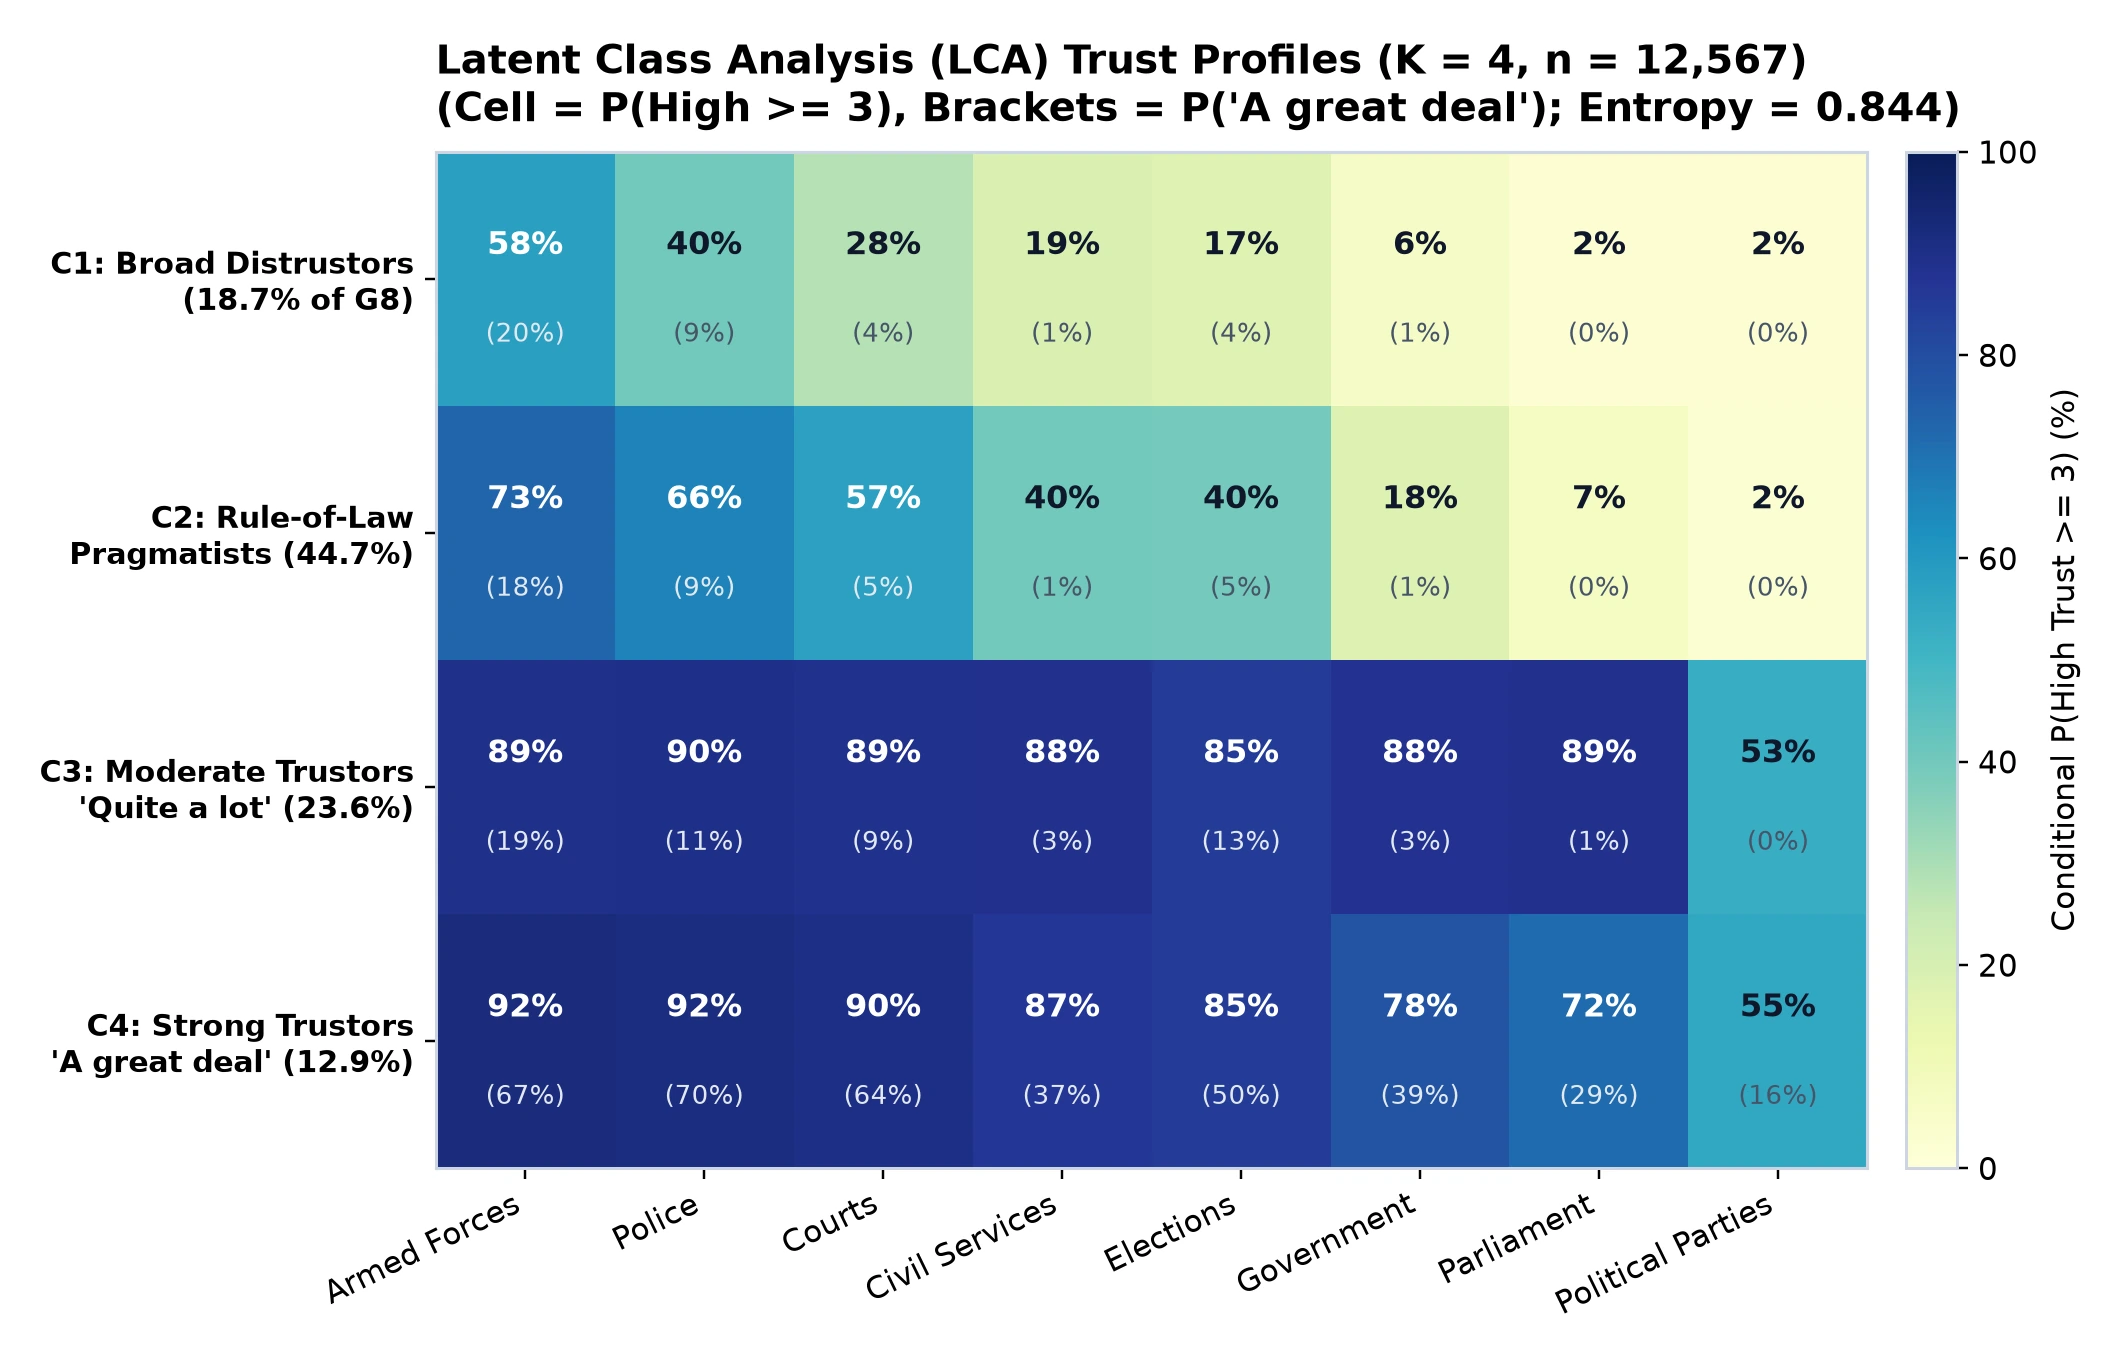 Latent Class Analysis (LCA) Trust Profiles (K = 4, n = 12,567)
(Cell = P(High >= 3), Brackets = P('A great deal'); Entropy = 0.844)
C1: Broad Distrustors
(18.7% of G8)
58% 40% 28% 19% 17% 6% 2% 2%
(20%) (9%) (4%) (1%) (4%) (1%) (0%) (0%)
C2: Rule-of-Law
Pragmatists (44.7%)
73% 66% 57% 40% 40% 18% 7% 2%
(18%) (9%) (5%) (1%) (5%) (1%) (0%) (0%)
C3: Moderate Trustors
'Quite a lot' (23.6%)
89% 90% 89% 88% 85% 88% 89% 53%
(19%) (11%) (9%) (3%) (13%) (3%) (1%) (0%)
C4: Strong Trustors
'A great deal' (12.9%)
92% 92% 90% 87% 85% 78% 72% 55%
(67%) (70%) (64%) (37%) (50%) (39%) (29%) (16%)
Armed Forces
Police
Courts
Civil Services
Elections
Government
Parliament
Political Parties
100
80
60
40
20
0
Conditional P(High Trust >= 3) (%)